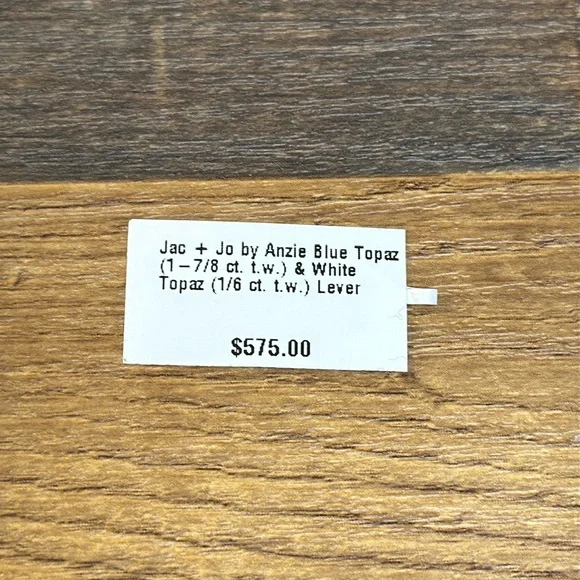 Jac + Jo by Anzie Blue Topaz
(1-7/8 ct. t.w.) & White
Topaz (1/6 ct. t.w.) Lever
$575.00